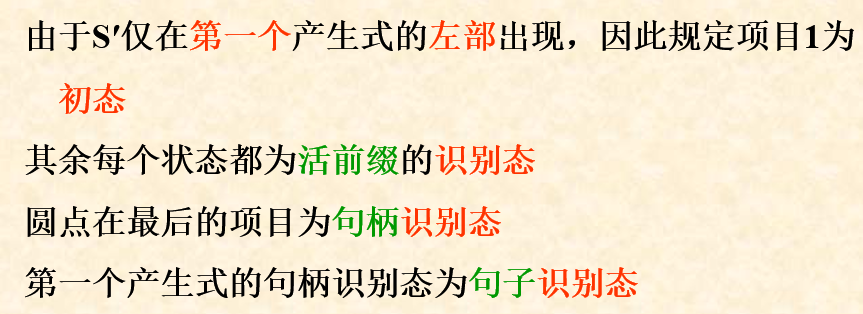 由于S′仅在第一个产生式的左部出现，因此规定项目1为
初态
其余每个状态都为活前缀的识别态
圆点在最后的项目为句柄识别态
第一个产生式的句柄识别态为句子识别态